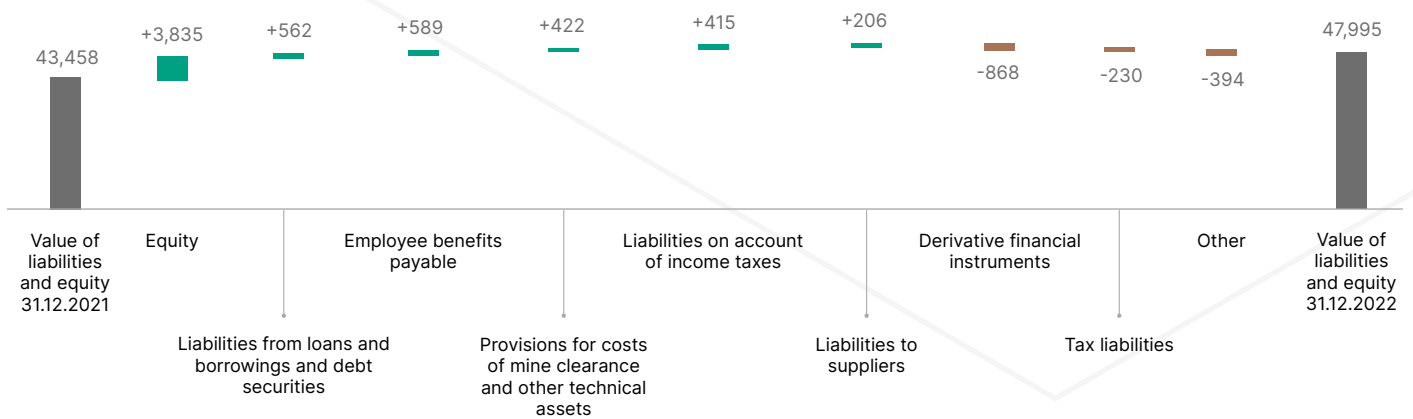 43,458
+3,835
+562
+589
+422
+415
+206
-868
-230
-394
47,995
Value of
liabilities
and equity
31.12.2021
Equity
Liabilities from loans and
borrowings and debt
securities
Employee benefits
payable
Provisions for costs
of mine clearance
and other technical
assets
Liabilities on account
of income taxes
Liabilities to
suppliers
Derivative financial
instruments
Tax liabilities
Other
Value of
liabilities
and equity
31.12.2022